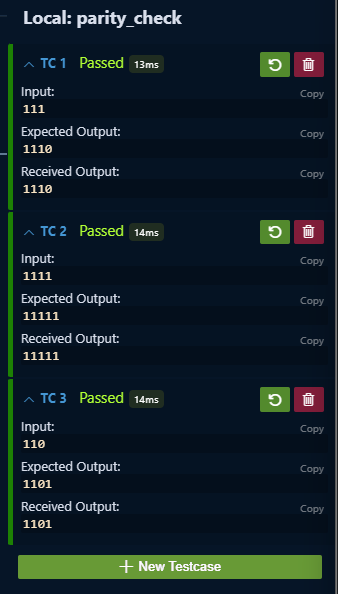 Local: parity_check
TC 1 Passed 13ms
Input: Copy
111
Expected Output: Copy
1110
Received Output: Copy
1110
TC 2 Passed 14ms
Input: Copy
1111
Expected Output: Copy
11111
Received Output: Copy
11111
TC 3 Passed 14ms
Input: Copy
110
Expected Output: Copy
1101
Received Output: Copy
1101
+ New Testcase